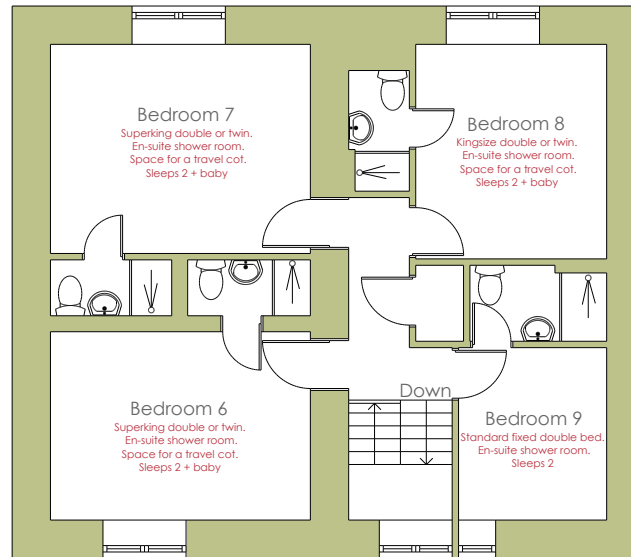 Bedroom 7
Superking double or twin.
En-suite shower room.
Space for a travel cot.
Sleeps 2 + baby
Bedroom 8
Kingsize double or twin.
En-suite shower room.
Space for a travel cot.
Sleeps 2 + baby
Down
Bedroom 6
Superking double or twin.
En-suite shower room.
Space for a travel cot.
Sleeps 2 + baby
Bedroom 9
Standard fixed double bed.
En-suite shower room.
Sleeps 2